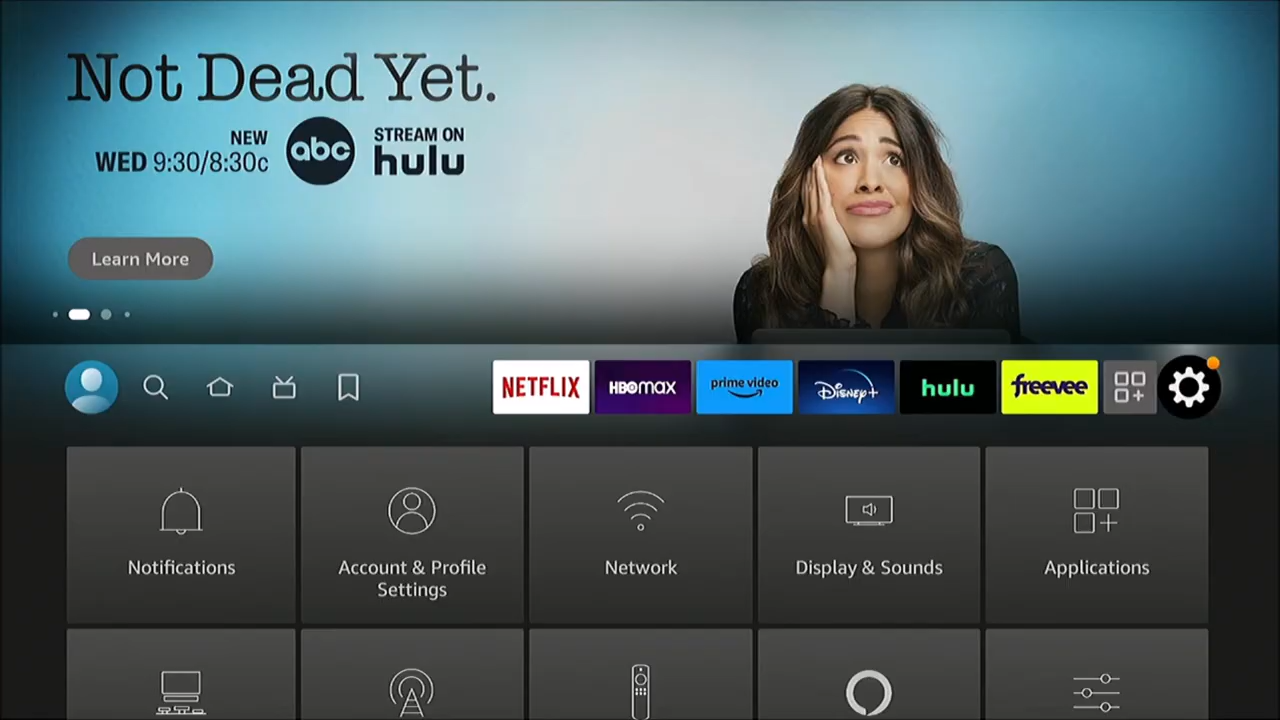 Not Dead Yet.
NEW
WED 9:30/8:30c
abc
STREAM ON
hulu
Learn More
NETFLIX
HBOMAX
prime video
Disney+
hulu
freevee
Notifications
Account & Profile
Settings
Network
Display & Sounds
Applications